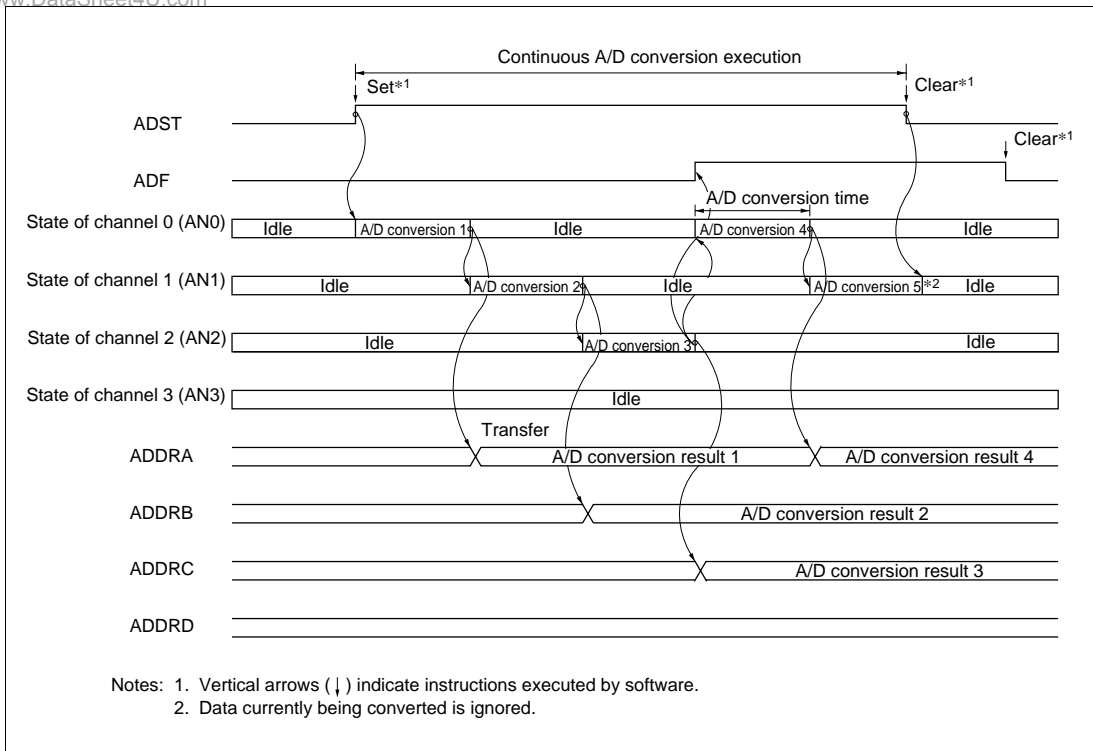 ww.DataSheet4U.com
Continuous A/D conversion execution
Set*1
Clear*1
ADST
Clear*1
ADF
A/D conversion time
State of channel 0 (AN0)
Idle
A/D conversion 1
Idle
A/D conversion 4
Idle
State of channel 1 (AN1)
Idle
A/D conversion 2
Idle
A/D conversion 5
*2
Idle
State of channel 2 (AN2)
Idle
A/D conversion 3
Idle
State of channel 3 (AN3)
Idle
Transfer
ADDRA
A/D conversion result 1
A/D conversion result 4
ADDRB
A/D conversion result 2
ADDRC
A/D conversion result 3
ADDRD
Notes: 1. Vertical arrows (↓) indicate instructions executed by software.
2. Data currently being converted is ignored.